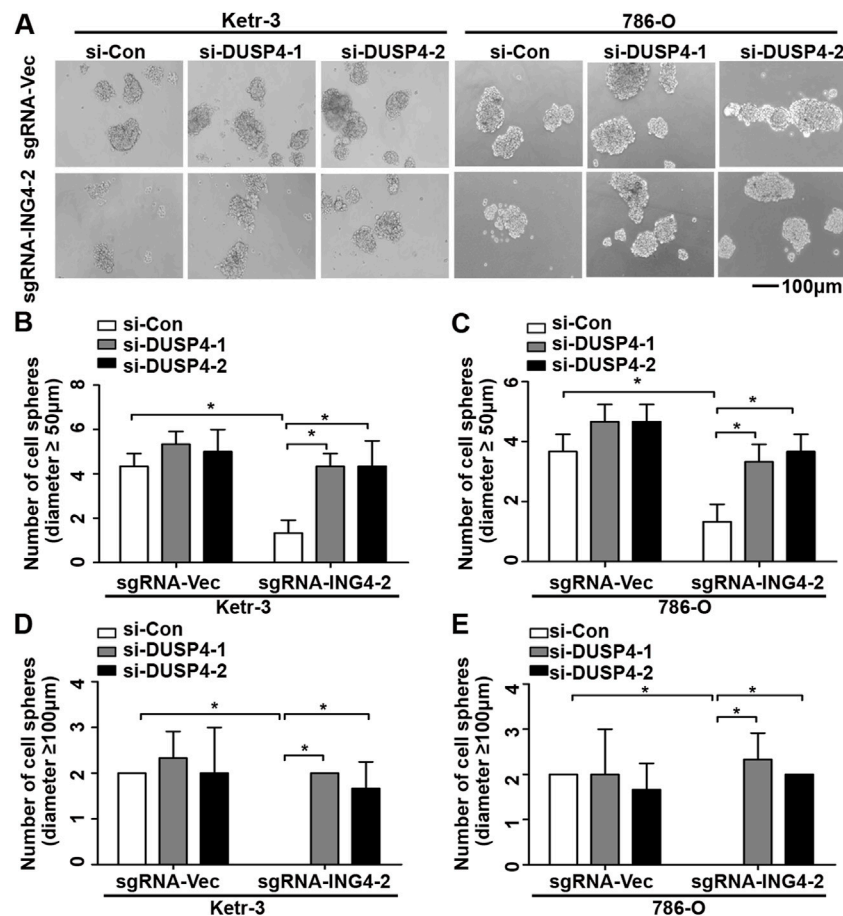 A
Ketr-3
786-O
si-Con si-DUSP4-1 si-DUSP4-2 si-Con si-DUSP4-1 si-DUSP4-2
sgRNA-Vec
sgRNA-ING4-2
100μm
B
si-Con
si-DUSP4-1
si-DUSP4-2
Number of cell spheres
(diameter ≥ 50μm)
8
6
4
2
0
* * *
sgRNA-Vec sgRNA-ING4-2
Ketr-3
C
si-Con
si-DUSP4-1
si-DUSP4-2
Number of cell spheres
(diameter ≥ 50μm)
6
4
2
0
* * *
sgRNA-Vec sgRNA-ING4-2
786-O
D
si-Con
si-DUSP4-1
si-DUSP4-2
Number of cell spheres
(diameter ≥100μm)
4
3
2
1
0
* * *
sgRNA-Vec sgRNA-ING4-2
Ketr-3
E
si-Con
si-DUSP4-1
si-DUSP4-2
Number of cell spheres
(diameter ≥100μm)
4
3
2
1
0
* * *
sgRNA-Vec sgRNA-ING4-2
786-O